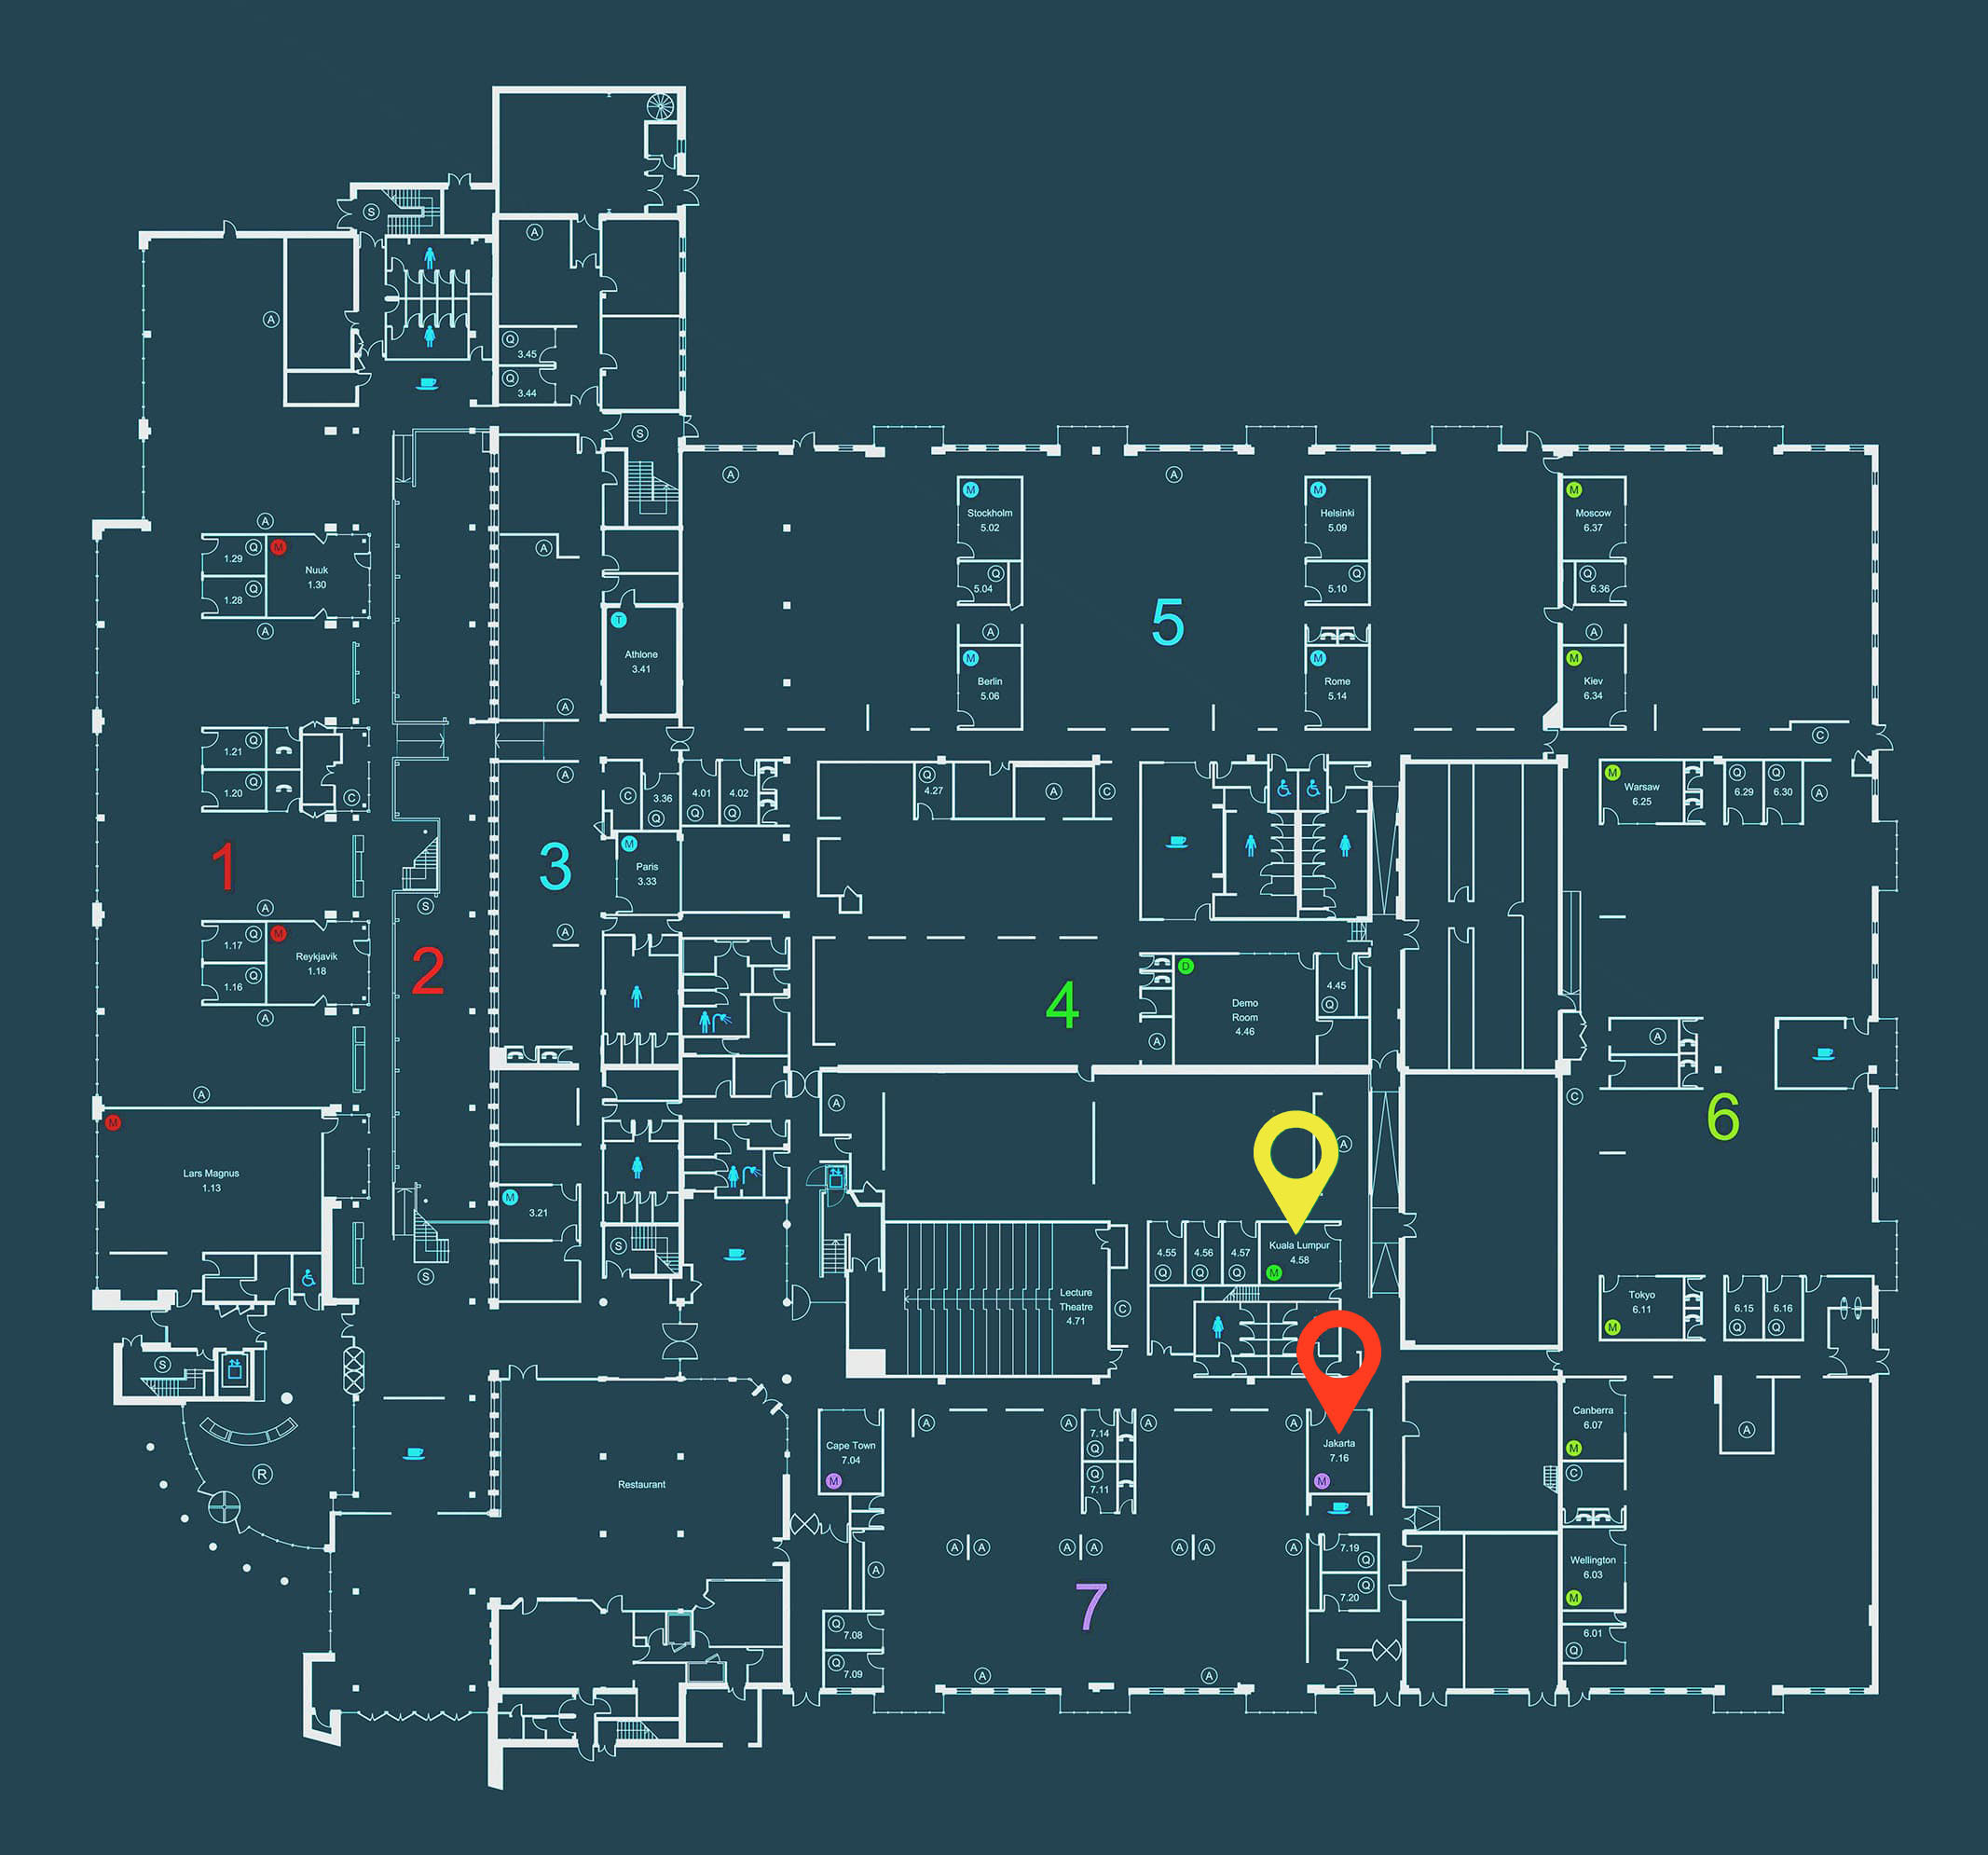 S
A
A
Q
3.45
Q
3.44
S
A
A
M
Stockholm
5.02
Q
5.04
A
M
Berlin
5.06
M
Helsinki
5.09
Q
5.10
M
Rome
5.14
5
M
Moscow
6.37
Q
6.36
A
M
Kiev
6.34
C
A
1.29
Q
M
Nuuk
1.30
1.28
Q
A
A
T
Athlone
3.41
A
1.21
Q
1.20
Q
C
A
C
3.36
Q
4.01
Q
4.02
Q
Q
4.27
A
C
M
Warsaw
6.25
Q
6.29
Q
6.30
A
1
3
M
Paris
3.33
A
S
A
1.17
Q
M
Reykjavik
1.18
1.16
Q
A
2
4
D
Demo
Room
4.46
4.45
Q
A
A
A
C
6
A
M
Lars Magnus
1.13
A
A
M
3.21
S
S
4.55
Q
4.56
Q
4.57
Q
Kuala Lumpur
4.58
M
Lecture
Theatre
4.71
C
M
Tokyo
6.11
6.15
Q
6.16
Q
S
R
Restaurant
Cape Town
7.04
M
A
A
7.14
Q
Q
7.11
A
A
Jakarta
7.16
M
Canberra
6.07
M
C
A
A
A
A
A
A
A
A
A
7
7.19
Q
Q
7.20
Wellington
6.03
M
6.01
Q
Q
7.08
Q
7.09
A
A